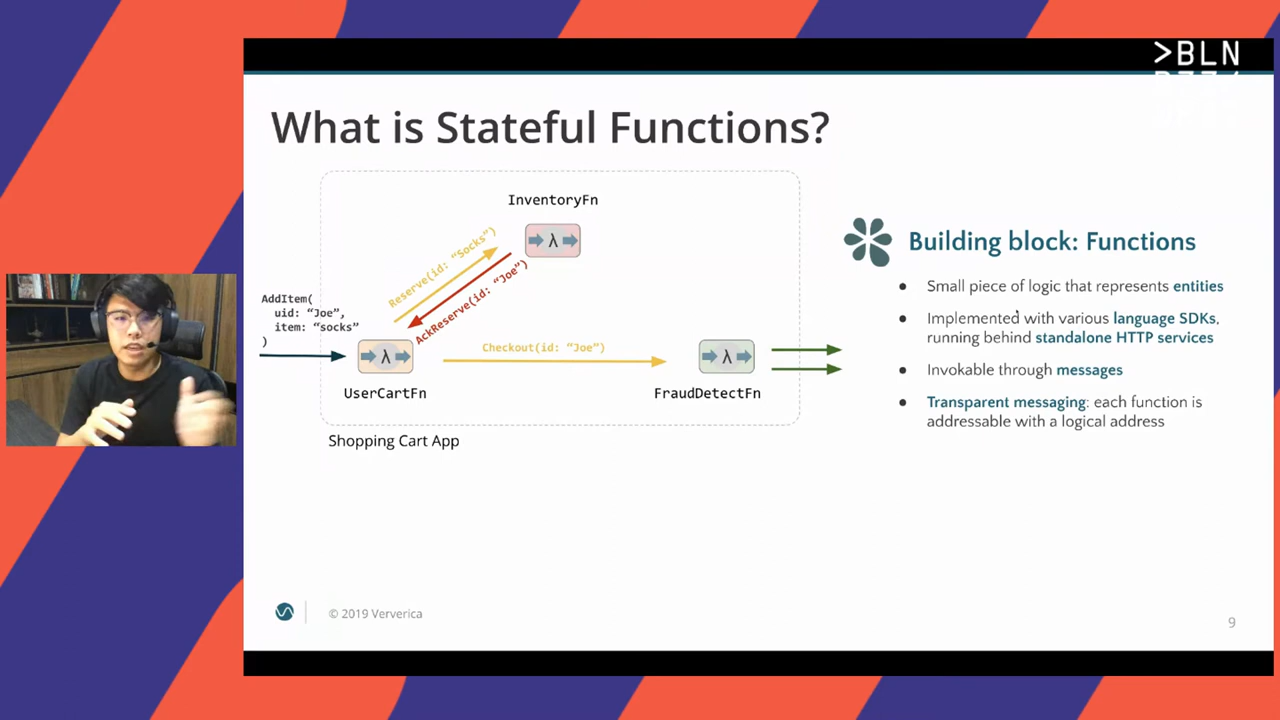 >BLN
What is Stateful Functions?
InventoryFn
Reserve(id: “Socks”)
AckReserve(id: “Joe”)
AddItem(
uid: “Joe”,
item: “socks”
)
Checkout(id: “Joe”)
UserCartFn
FraudDetectFn
Shopping Cart App
Building block: Functions
● Small piece of logic that represents entities
● Implemented with various language SDKs,
running behind standalone HTTP services
● Invokable through messages
● Transparent messaging: each function is
addressable with a logical address
© 2019 Ververica
9